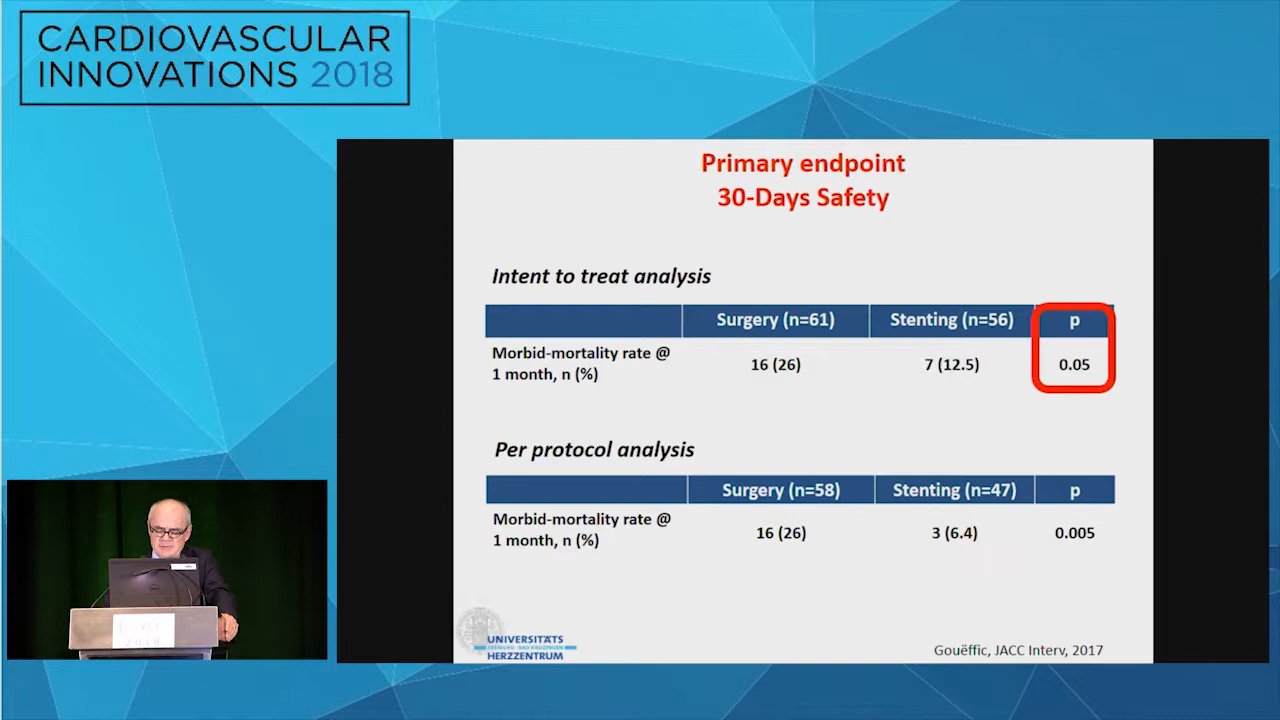 CARDIOVASCULAR
INNOVATIONS 2018
Primary endpoint
30-Days Safety
Intent to treat analysis
Surgery (n=61) Stenting (n=56) p
Morbid-mortality rate @
1 month, n (%)
16 (26) 7 (12.5) 0.05
Per protocol analysis
Surgery (n=58) Stenting (n=47) p
Morbid-mortality rate @
1 month, n (%)
16 (26) 3 (6.4) 0.005
UNIVERSITÄTS
HERZZENTRUM
Gouëffic, JACC Interv, 2017